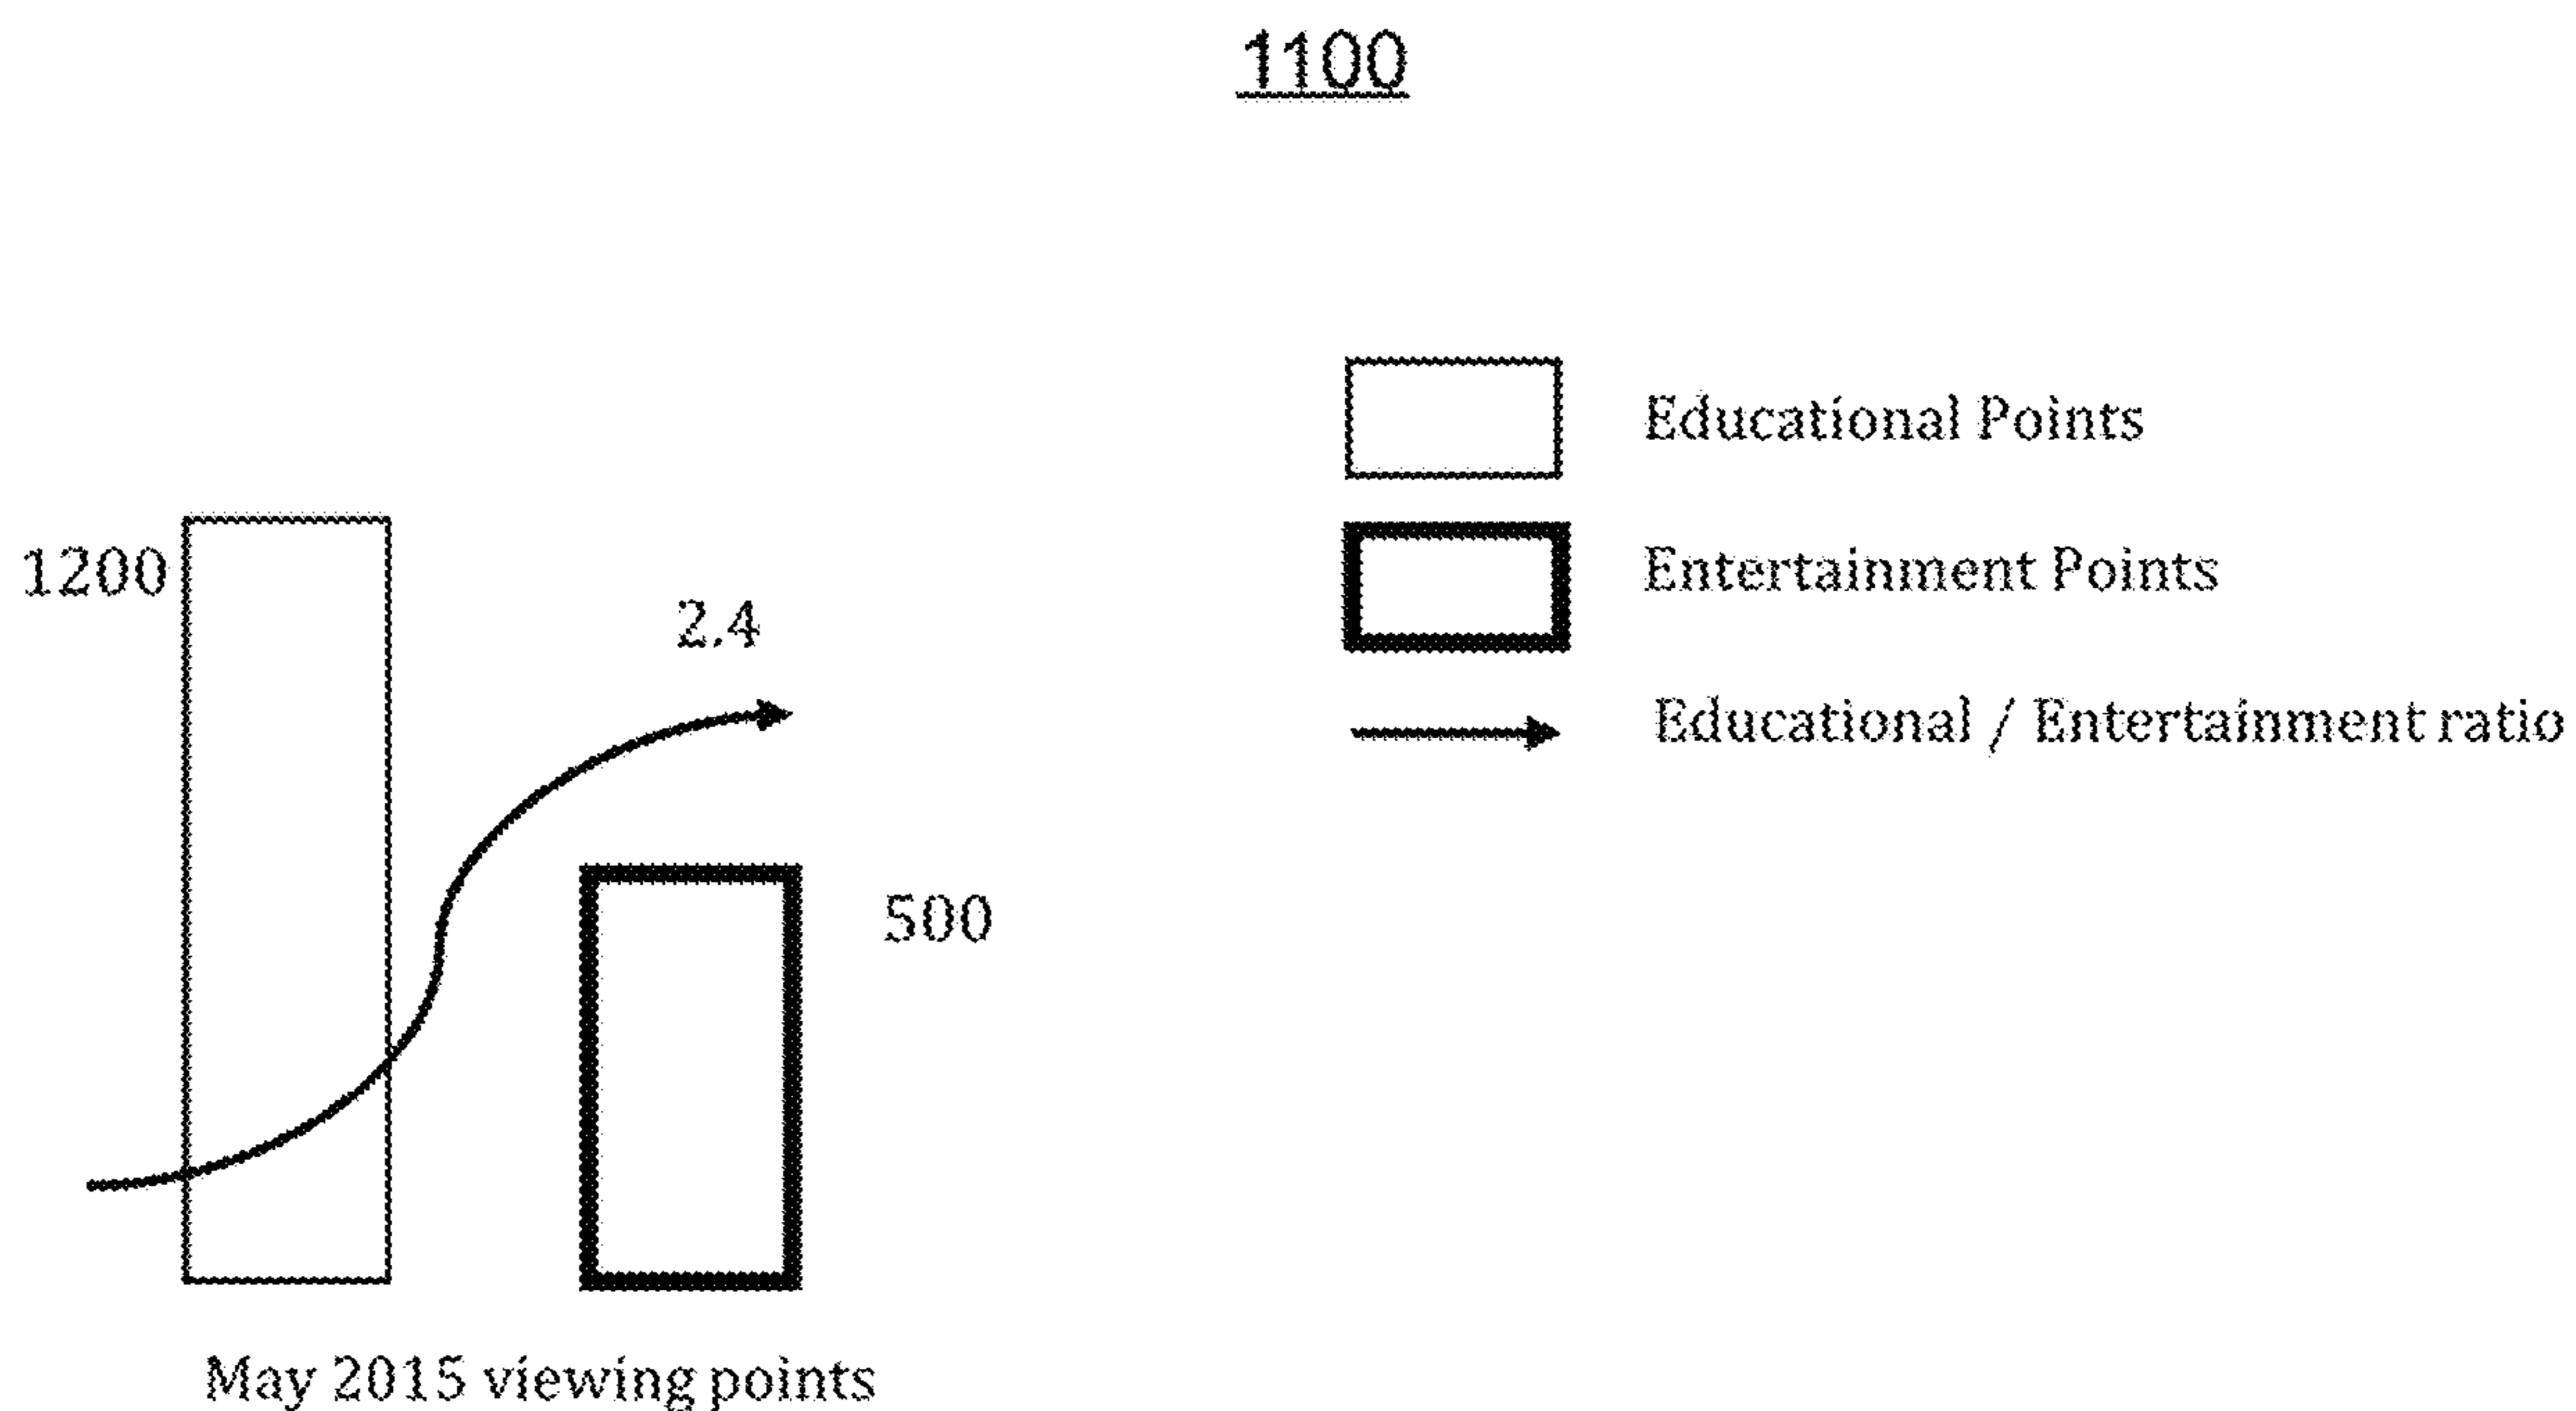 1100
Educational Points
1200
Entertainment Points
2.4
Educational / Entertainment ratio
500
May 2015 viewing points